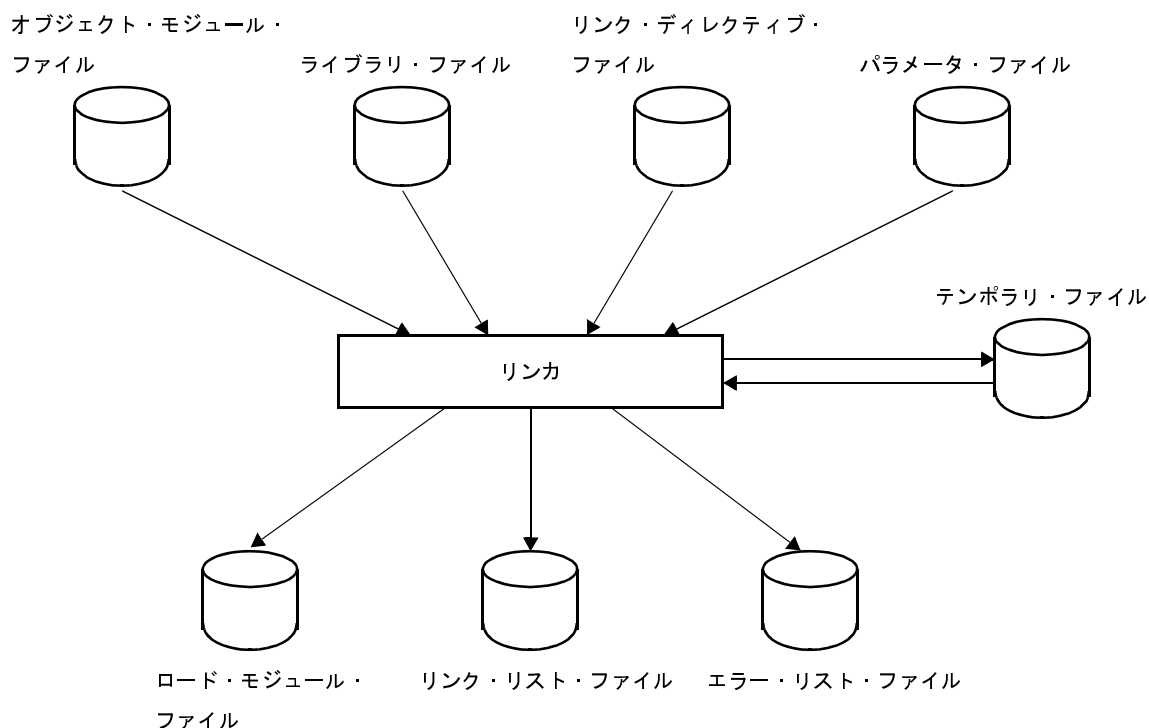 オブジェクト・モジュール・
ファイル
ライブラリ・ファイル
リンク・ディレクティブ・
ファイル
パラメータ・ファイル
テンポラリ・ファイル
リンカ
ロード・モジュール・
ファイル
リンク・リスト・ファイル
エラー・リスト・ファイル